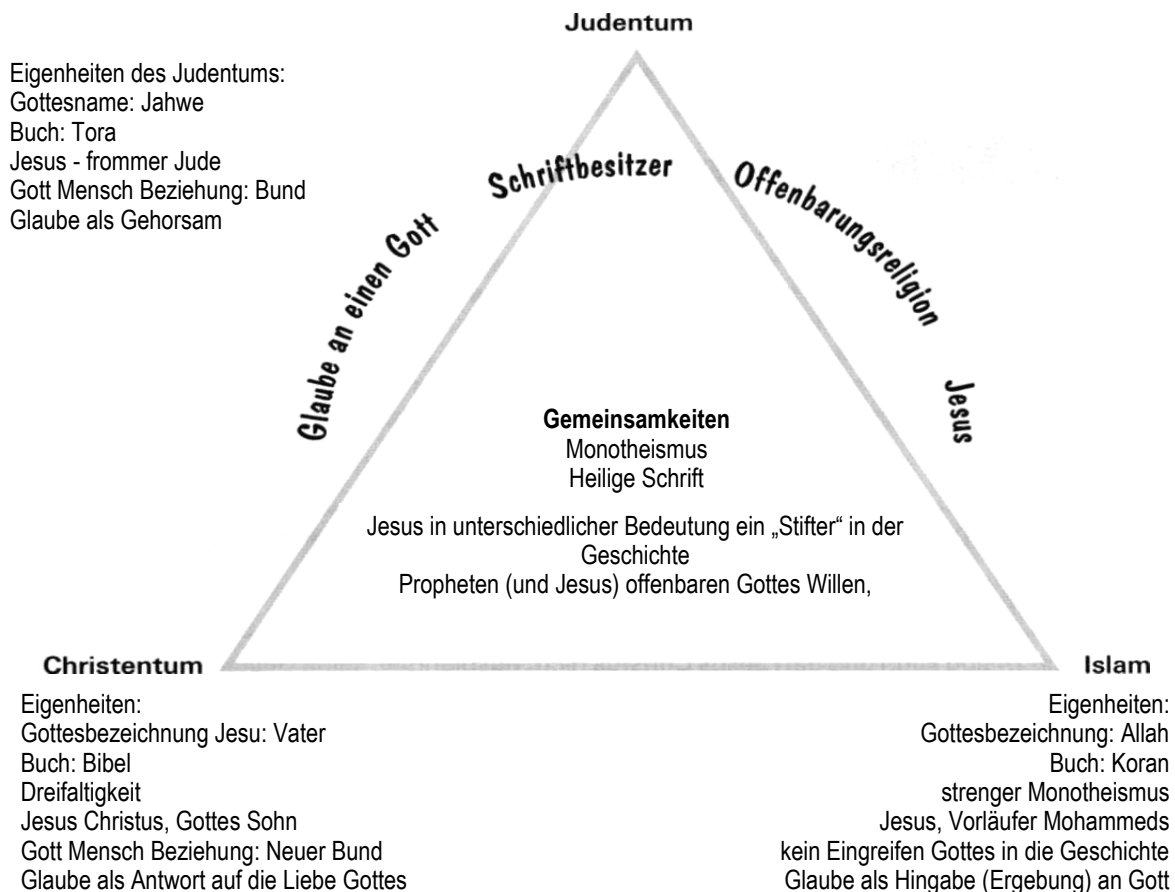 Judentum
Eigenheiten des Judentums:
Gottesname: Jahwe
Buch: Tora
Jesus - frommer Jude
Gott Mensch Beziehung: Bund
Glaube als Gehorsam
Glaube an einen Gott
Schriftbesitzer
Offenbarungsreligion
Jesus
Gemeinsamkeiten
Monotheismus
Heilige Schrift
Jesus in unterschiedlicher Bedeutung ein „Stifter“ in der
Geschichte
Propheten (und Jesus) offenbaren Gottes Willen,
Christentum
Eigenheiten:
Gottesbezeichnung Jesu: Vater
Buch: Bibel
Dreifaltigkeit
Jesus Christus, Gottes Sohn
Gott Mensch Beziehung: Neuer Bund
Glaube als Antwort auf die Liebe Gottes
Islam
Eigenheiten:
Gottesbezeichnung: Allah
Buch: Koran
strenger Monotheismus
Jesus, Vorläufer Mohammeds
kein Eingreifen Gottes in die Geschichte
Glaube als Hingabe (Ergebung) an Gott